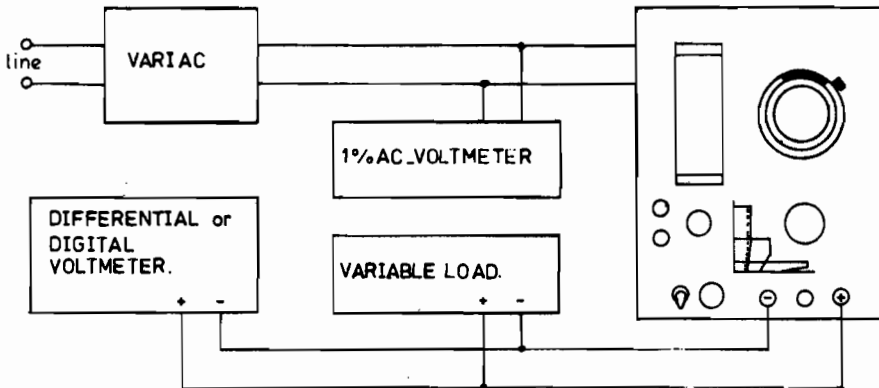 line
VARIAC
1% AC_VOLTMETER
DIFFERENTIAL or
DIGITAL
VOLTMETER.
+ -
VARIABLE LOAD.
+ -
- +